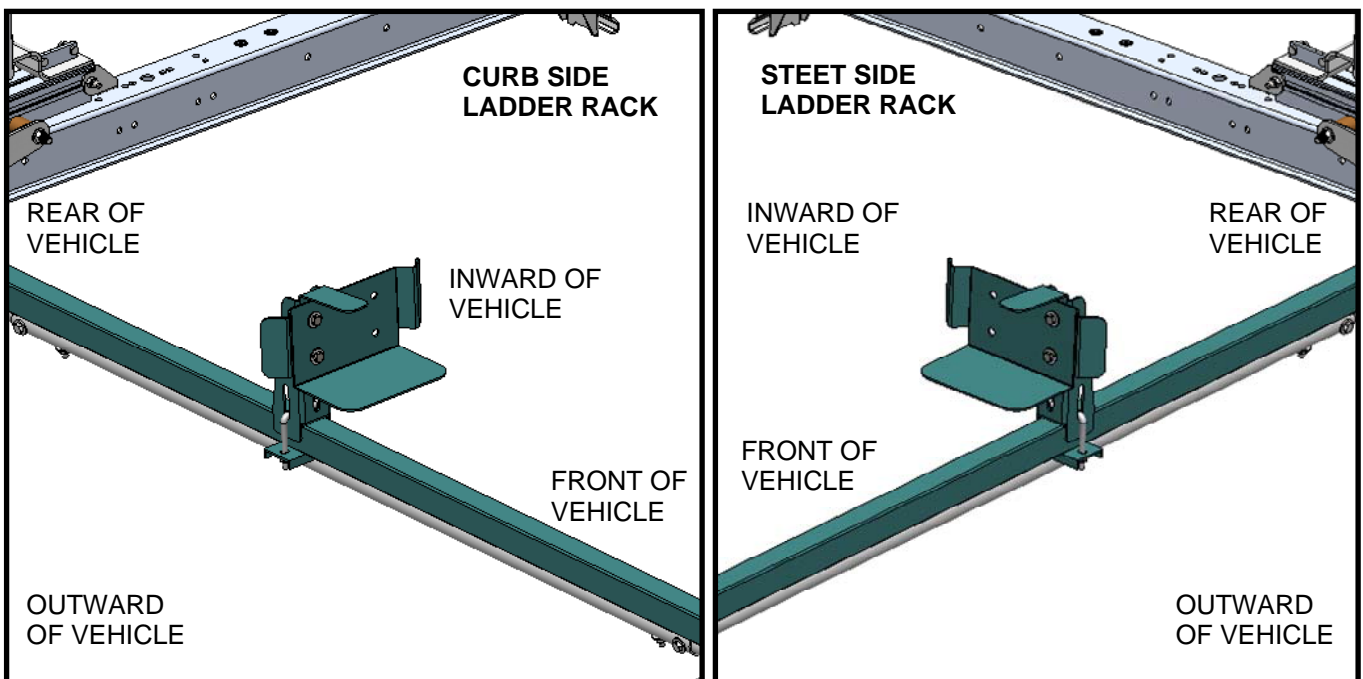 CURB SIDE
LADDER RACK
REAR OF
VEHICLE
INWARD OF
VEHICLE
FRONT OF
VEHICLE
OUTWARD
OF VEHICLE
STEET SIDE
LADDER RACK
INWARD OF
VEHICLE
REAR OF
VEHICLE
FRONT OF
VEHICLE
OUTWARD
OF VEHICLE